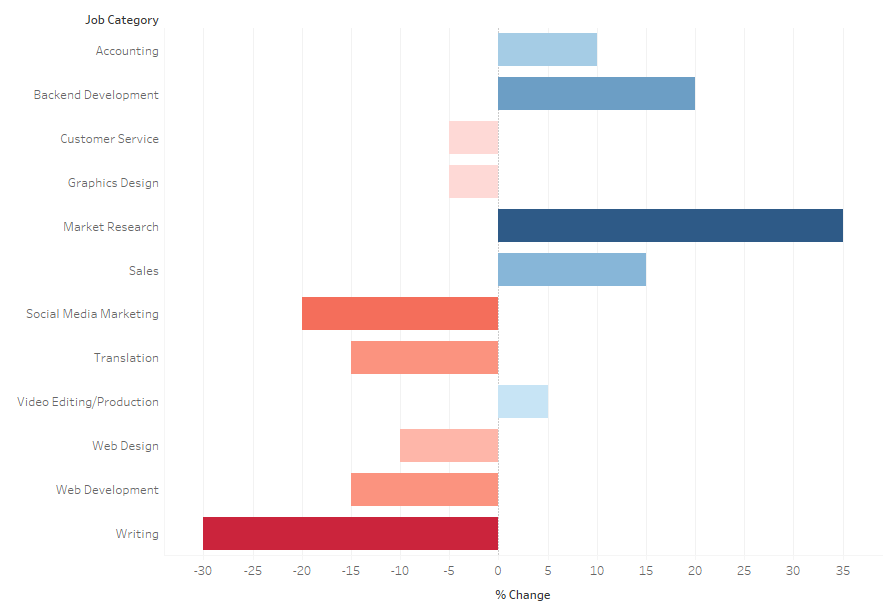 Job Category
Accounting
Backend Development
Customer Service
Graphics Design
Market Research
Sales
Social Media Marketing
Translation
Video Editing/Production
Web Design
Web Development
Writing
-30 -25 -20 -15 -10 -5 0 5 10 15 20 25 30 35
% Change